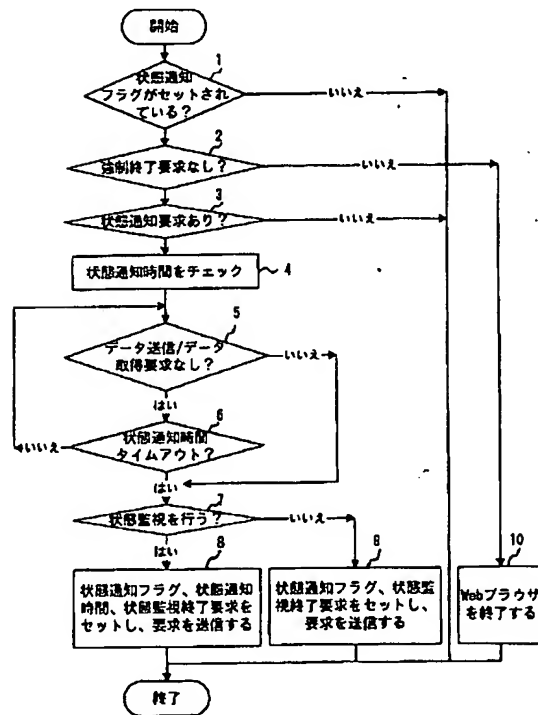 開始
1
状態通知
フラグがセットされ
ている？
いいえ
2
強制終了要求なし？
いいえ
3
状態通知要求あり？
いいえ
状態通知時間をチェック
4
5
データ送信/データ
取得要求なし？
いいえ
はい
6
状態通知時間
タイムアウト？
いいえ
はい
7
状態監視を行う？
いいえ
はい
8
状態通知フラグ、状態通知
時間、状態監視終了要求を
セットし、要求を送信する
9
状態通知フラグ、状態監
視終了要求をセットし、
要求を送信する
10
Webブラウザ
を終了する
終了